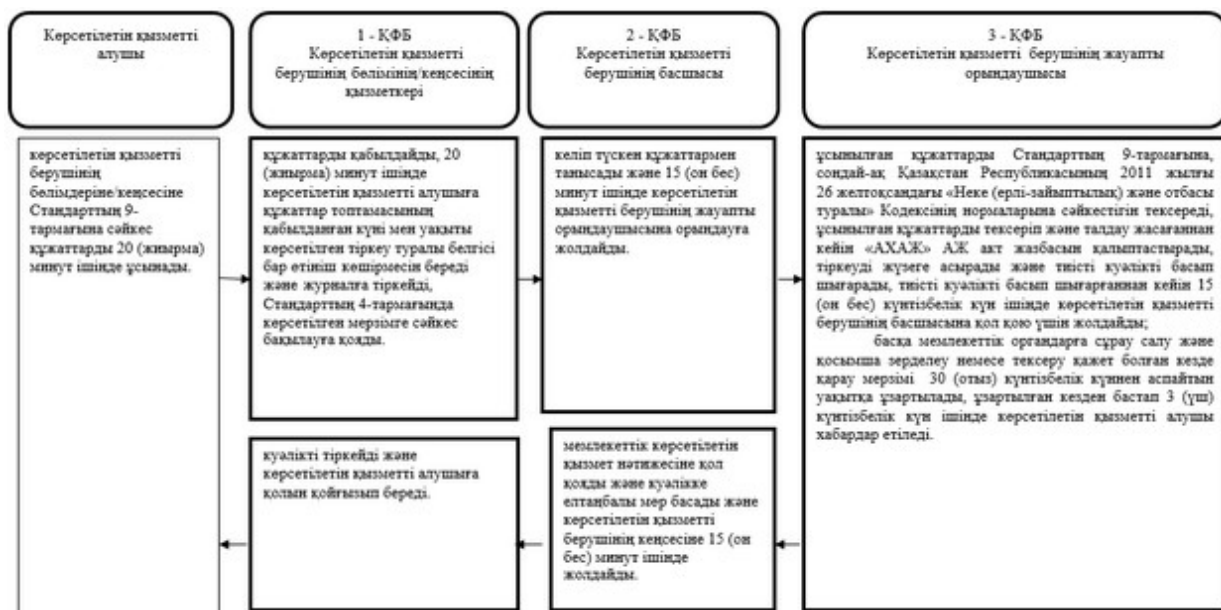 Көрсетілетін қызметті
алушы
1 - ҚФБ
Көрсетілетін қызметті
берушінің бөлімінің/кеңсесінің
қызметкері
2 - ҚФБ
Көрсетілетін қызметті
берушінің басшысы
3 - ҚФБ
Көрсетілетін қызметті берушінің жауапты
орындаушысы
көрсетілетін қызметті
берушінің
бөлімдеріне/кеңсесіне
Стандарттың 9-
тармағына сәйкес
құжаттарды 20 (жиырма)
минут ішінде ұсынады.
құжаттарды қабылдайды, 20
(жиырма) минут ішінде
көрсетілетін қызметті алушыға
құжаттар топтамасының
қабылданған күні мен уақыты
көрсетілген тіркеу туралы белгісі
бар өтініш көшірмесін береді
және журналға тіркейді,
Стандарттың 4-тармағында
көрсетілген мерзімге сәйкес
бақылауға қояды.
келіп түскен құжаттармен
танысады және 15 (он бес)
минут ішінде көрсетілетін
қызметті берушінің жауапты
орындаушысына орындауға
жолдайды.
ұсынылған құжаттарды Стандарттың 9-тармағына,
сондай-ақ Қазақстан Республикасының 2011 жылғы
26 желтоқсандағы «Неке (ерлі-зайыптылық) және отбасы
туралы» Кодексінің нормаларына сәйкестігін тексереді,
ұсынылған құжаттарды тексеріп және талдау жасағаннан
кейін «АХАЖ» АЖ акт жазбасын қалыптастырады,
тіркеуді жүзеге асырады және тиісті куәлікті басып
шығарады, тиісті куәлікті басып шығарғаннан кейін 15
(он бес) күнтізбелік күн ішінде көрсетілетін қызметті
берушінің басшысына қол қою үшін жолдайды;
басқа мемлекеттік органдарға сұрау салу және
қосымша зерделеу немесе тексеру қажет болған кезде
қарау мерзімі 30 (отыз) күнтізбелік күннен аспайтын
уақытқа ұзартылады, ұзартылған кезден бастап 3 (үш)
күнтізбелік күн ішінде көрсетілетін қызметті алушы
хабардар етіледі.
куәлікті тіркейді және
көрсетілетін қызметті алушыға
қолын қойғызып береді.
мемлекеттік көрсетілетін
қызмет нәтижесіне қол
қояды және куәлікке
елтаңбалы мөр басады және
көрсетілетін қызметті
берушінің кеңсесіне 15 (он
бес) минут ішінде
жолдайды.